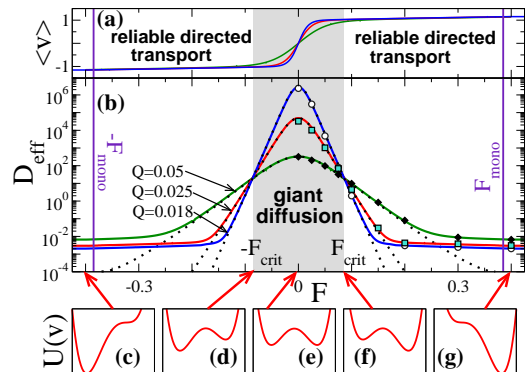 (a)
<v>
1
-1
reliable directed
transport
reliable directed
transport
(b)
D_eff
10^6
10^4
10^2
10^0
10^-2
10^-4
-F_mono
F_mono
Q=0.05
Q=0.025
Q=0.018
giant
diffusion
-F_crit
F_crit
-0.3
0
F
0.3
U(v)
(c)
(d)
(e)
(f)
(g)